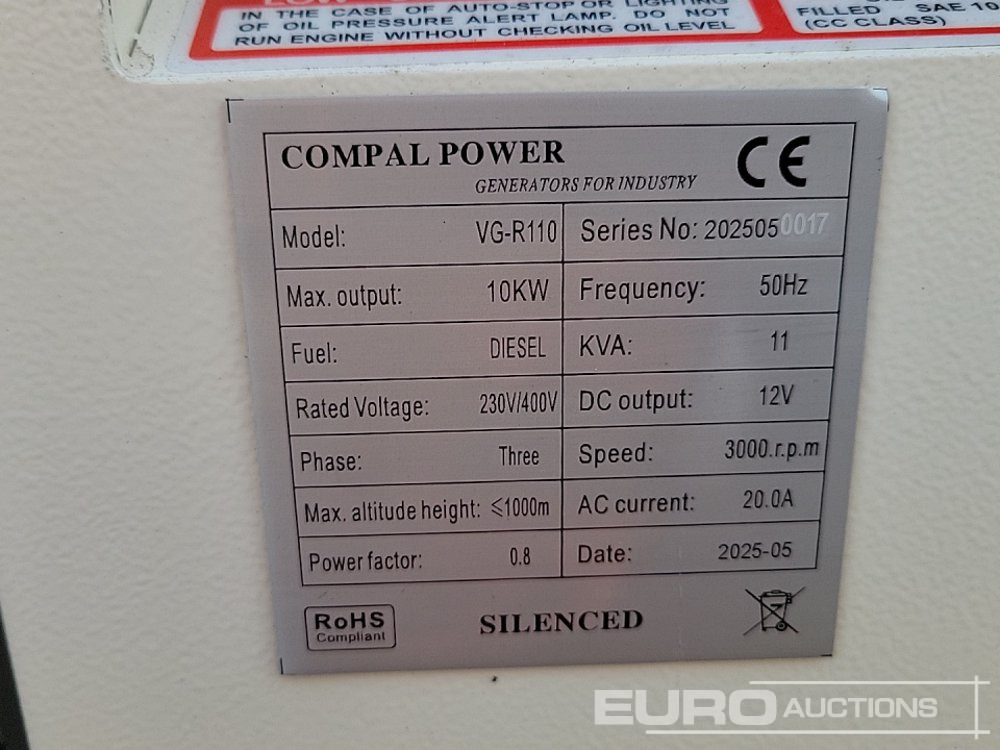 IN THE CASE OF AUTO-STOP OR LIGHTING
OF OIL PRESSURE ALERT LAMP. DO NOT
RUN ENGINE WITHOUT CHECKING OIL LEVEL
FILLED SAE 10
(CC CLASS)
COMPAL POWER
GENERATORS FOR INDUSTRY
CE
Model: VG-R110
Series No: 2025050017
Max. output: 10KW
Frequency: 50Hz
Fuel: DIESEL
KVA: 11
Rated Voltage: 230V/400V
DC output: 12V
Phase: Three
Speed: 3000.r.p.m
Max. altitude height: ≤1000m
AC current: 20.0A
Power factor: 0.8
Date: 2025-05
RoHS
Compliant
SILENCED
EURO AUCTIONS